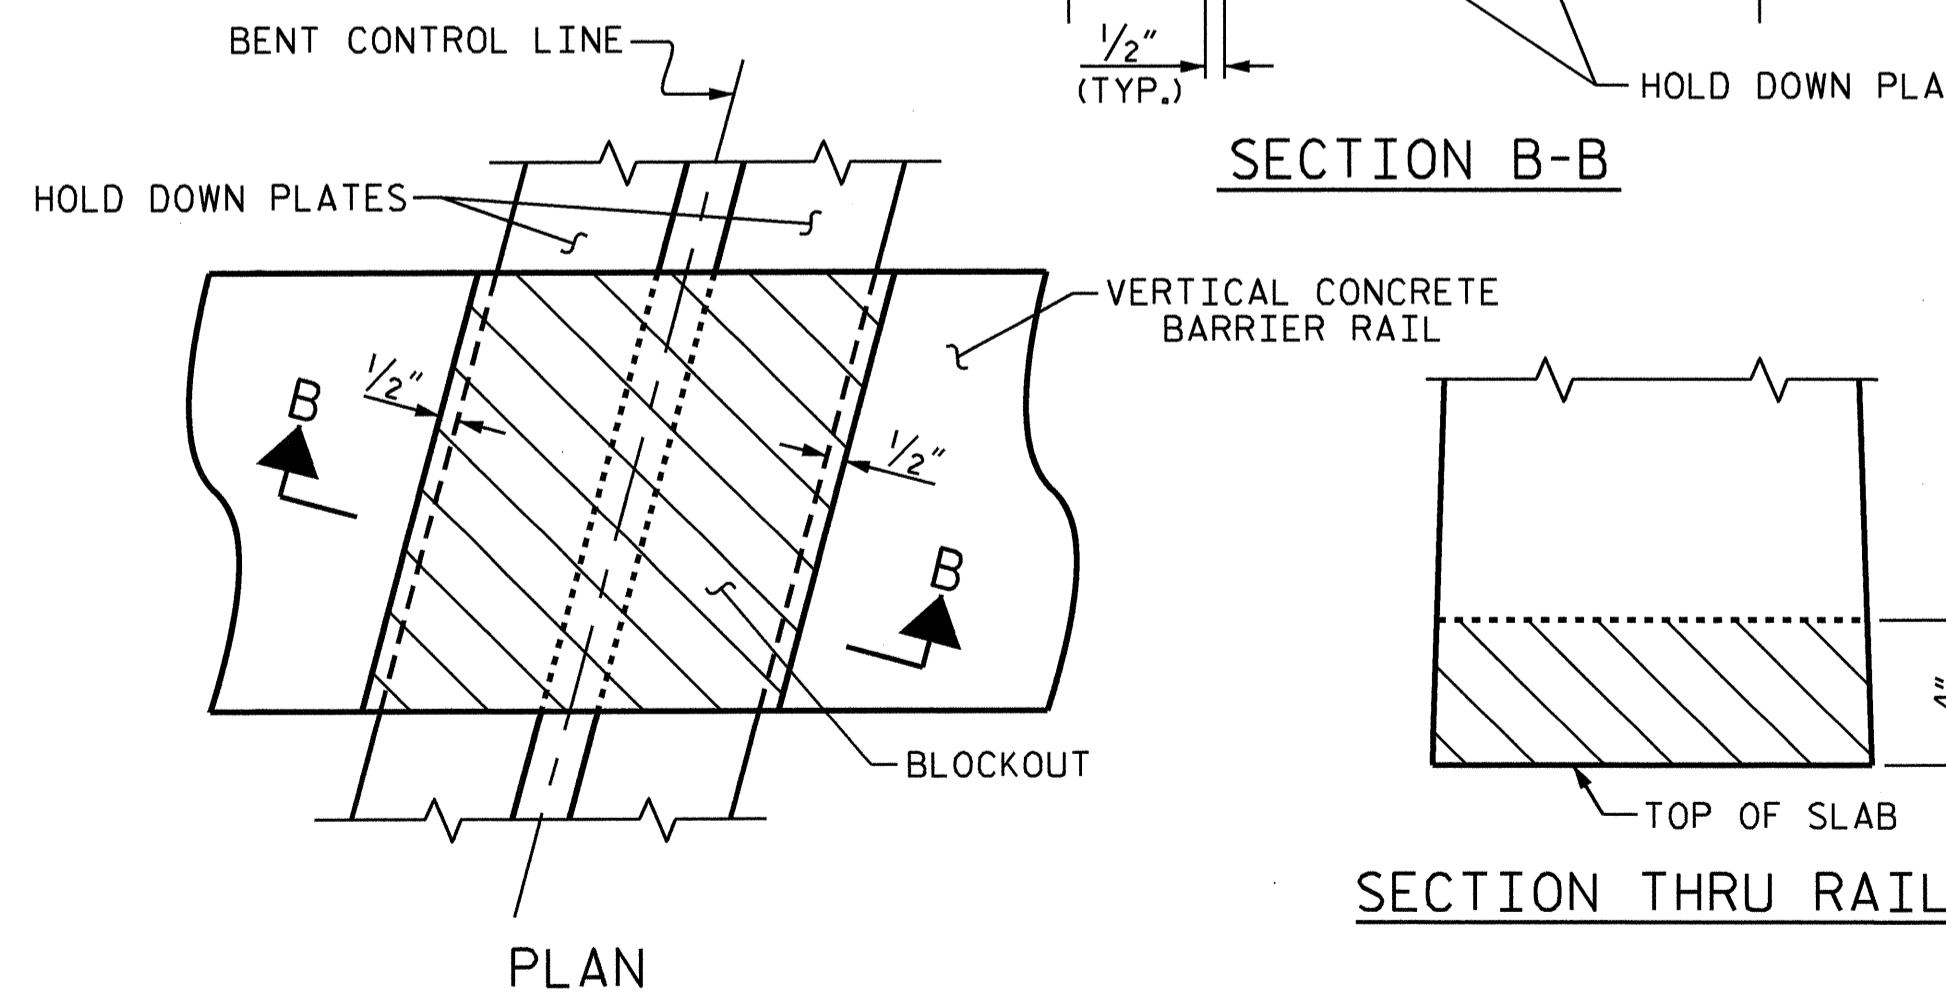 BENT CONTROL LINE
HOLD DOWN PLATES
1/2"
B
1/2"
B
VERTICAL CONCRETE
BARRIER RAIL
BLOCKOUT
PLAN
1/2"
(TYP.)
HOLD DOWN PLA
SECTION B-B
TOP OF SLAB
SECTION THRU RAIL